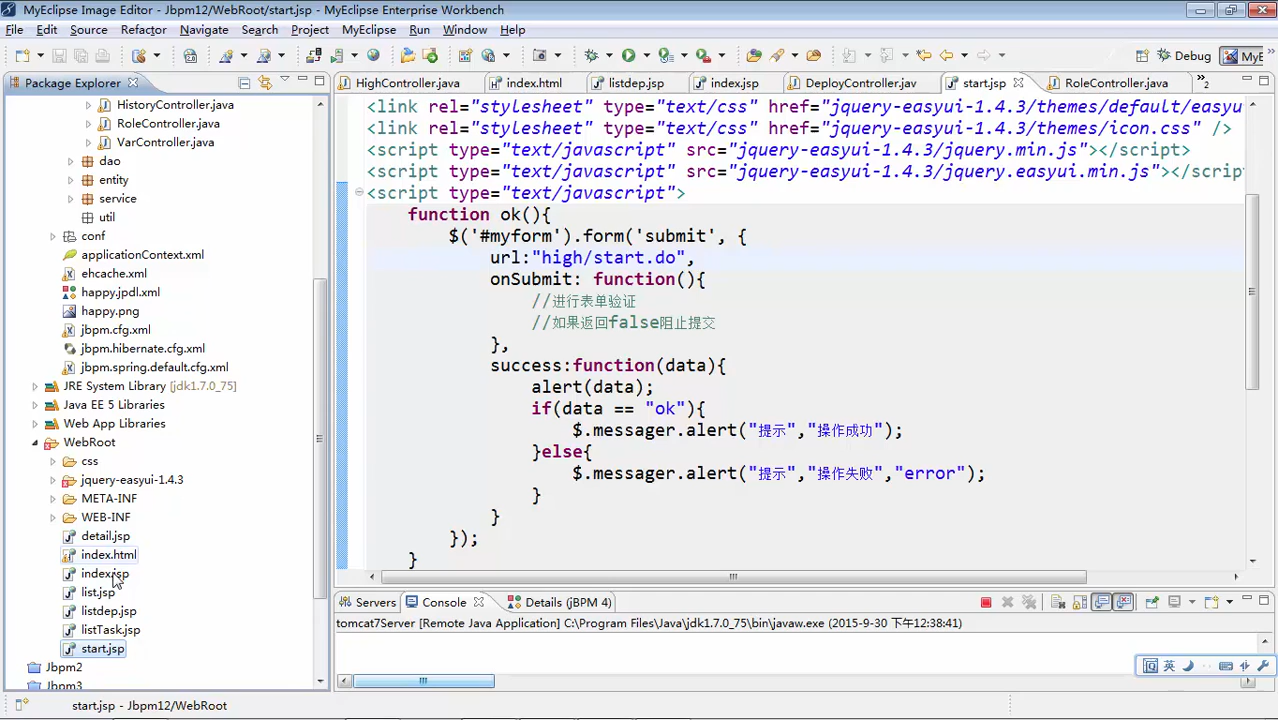 MyEclipse Image Editor - Jbpm12/WebRoot/start.jsp - MyEclipse Enterprise Workbench
File Edit Source Refactor Navigate Search Project MyEclipse Run Window Help
Debug MyE
Package Explorer
HighController.java index.html listdep.jsp index.jsp DeployController.jav start.jsp RoleController.java »2
HistoryController.java
RoleController.java
VarController.java
dao
entity
service
util
conf
applicationContext.xml
ehcache.xml
happy.jpdl.xml
happy.png
jbpm.cfg.xml
jbpm.hibernate.cfg.xml
jbpm.spring.default.cfg.xml
JRE System Library [jdk1.7.0_75]
Java EE 5 Libraries
Web App Libraries
WebRoot
css
jquery-easyui-1.4.3
META-INF
WEB-INF
detail.jsp
index.html
index.jsp
list.jsp
listdep.jsp
listTask.jsp
start.jsp
Jbpm2
Jbpm3
<link rel="stylesheet" type="text/css" href="jquery-easyui-1.4.3/themes/default/easyu
<link rel="stylesheet" type="text/css" href="jquery-easyui-1.4.3/themes/icon.css" />
<script type="text/javascript" src="jquery-easyui-1.4.3/jquery.min.js"></script>
<script type="text/javascript" src="jquery-easyui-1.4.3/jquery.easyui.min.js"></scrip
<script type="text/javascript">
function ok(){
$('#myform').form('submit', {
url:"high/start.do",
onSubmit: function(){
//进行表单验证
//如果返回false阻止提交
},
success:function(data){
alert(data);
if(data == "ok"){
$.messager.alert("提示","操作成功");
}else{
$.messager.alert("提示","操作失败","error");
}
}
});
}
Servers Console Details (jBPM 4)
tomcat7Server [Remote Java Application] C:\Program Files\Java\jdk1.7.0_75\bin\javaw.exe (2015-9-30 下午12:38:41)
英
start.jsp - Jbpm12/WebRoot